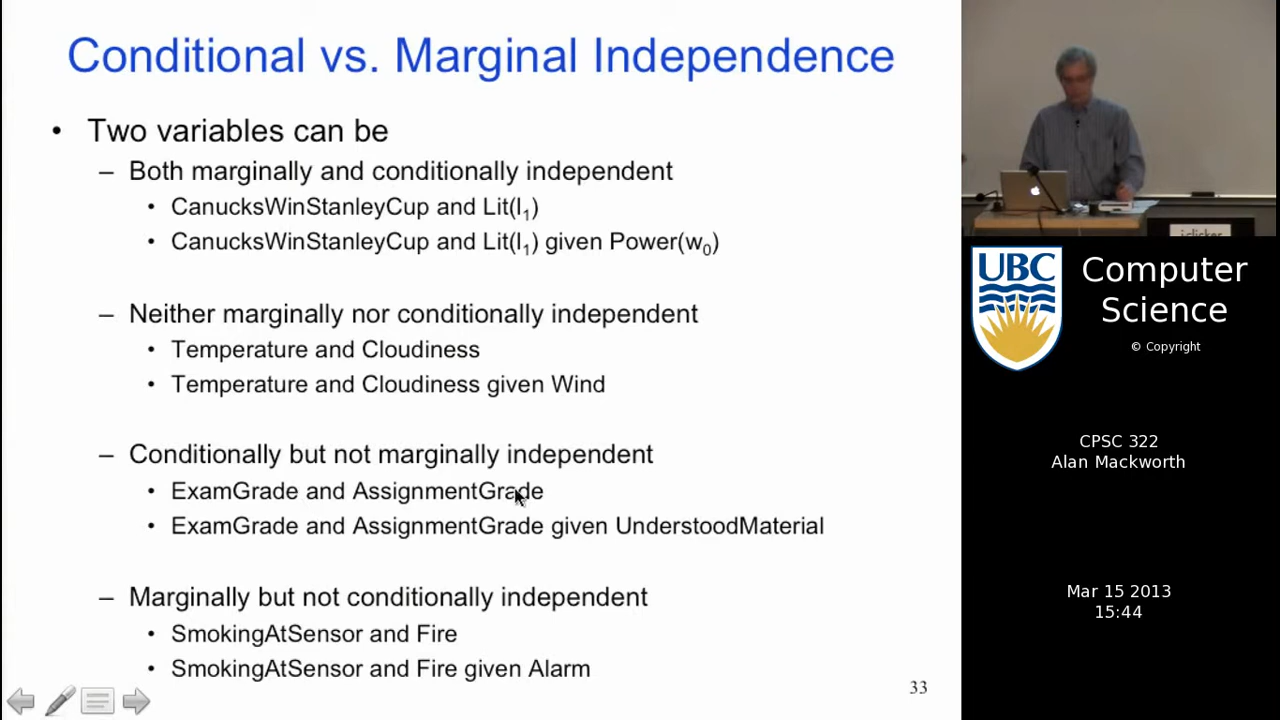 Conditional vs. Marginal Independence
• Two variables can be
– Both marginally and conditionally independent
• CanucksWinStanleyCup and Lit(l₁)
• CanucksWinStanleyCup and Lit(l₁) given Power(w₀)
– Neither marginally nor conditionally independent
• Temperature and Cloudiness
• Temperature and Cloudiness given Wind
– Conditionally but not marginally independent
• ExamGrade and AssignmentGrade
• ExamGrade and AssignmentGrade given UnderstoodMaterial
– Marginally but not conditionally independent
• SmokingAtSensor and Fire
• SmokingAtSensor and Fire given Alarm
33
i>clicker
UBC
Computer
Science
© Copyright
CPSC 322
Alan Mackworth
Mar 15 2013
15:44